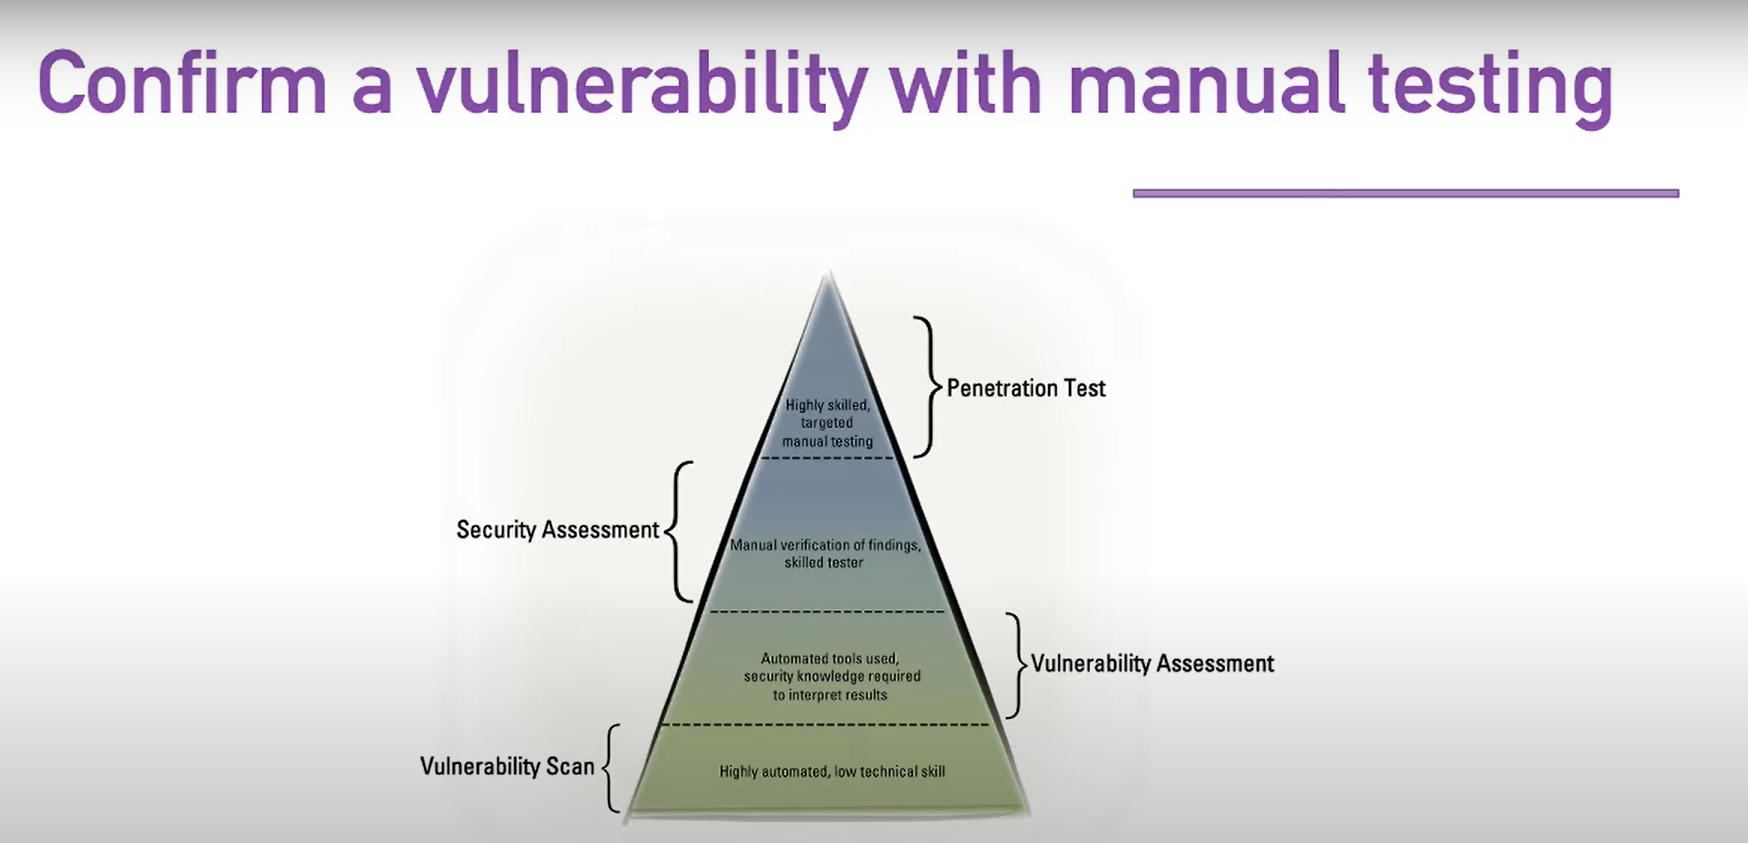 Confirm a vulnerability with manual testing
Penetration Test
Highly skilled,
targeted
manual testing
Security Assessment
Manual verification of findings,
skilled tester
Automated tools used,
security knowledge required
to interpret results
Vulnerability Assessment
Vulnerability Scan
Highly automated, low technical skill